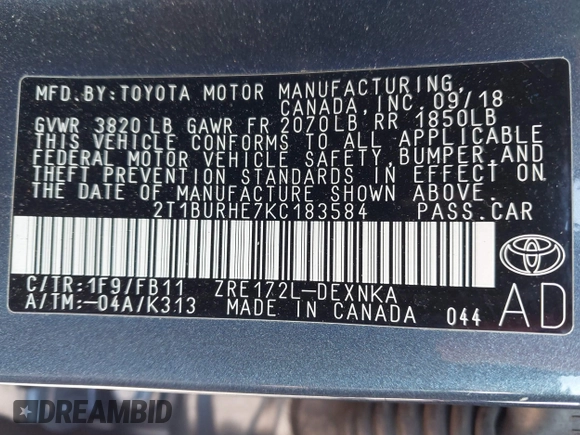 MFD.BY:TOYOTA MOTOR MANUFACTURING,
CANADA, INC. 09/18
GVWR 3820 LB GAWR FR 2070LB, RR 1850LB
THIS VEHICLE CONFORMS TO ALL APPLICABLE
FEDERAL MOTOR VEHICLE SAFETY, BUMPER, AND
THEFT PREVENTION STANDARDS IN EFFECT ON
THE DATE OF MANUFACTURE SHOWN ABOVE.
2T1BURHE7KC183584 PASS.CAR
C/TR: 1F9/FB11 ZRE172L-DEXNKA
A/TM:-04A/K313 MADE IN CANADA 044
AD
DREAMBID